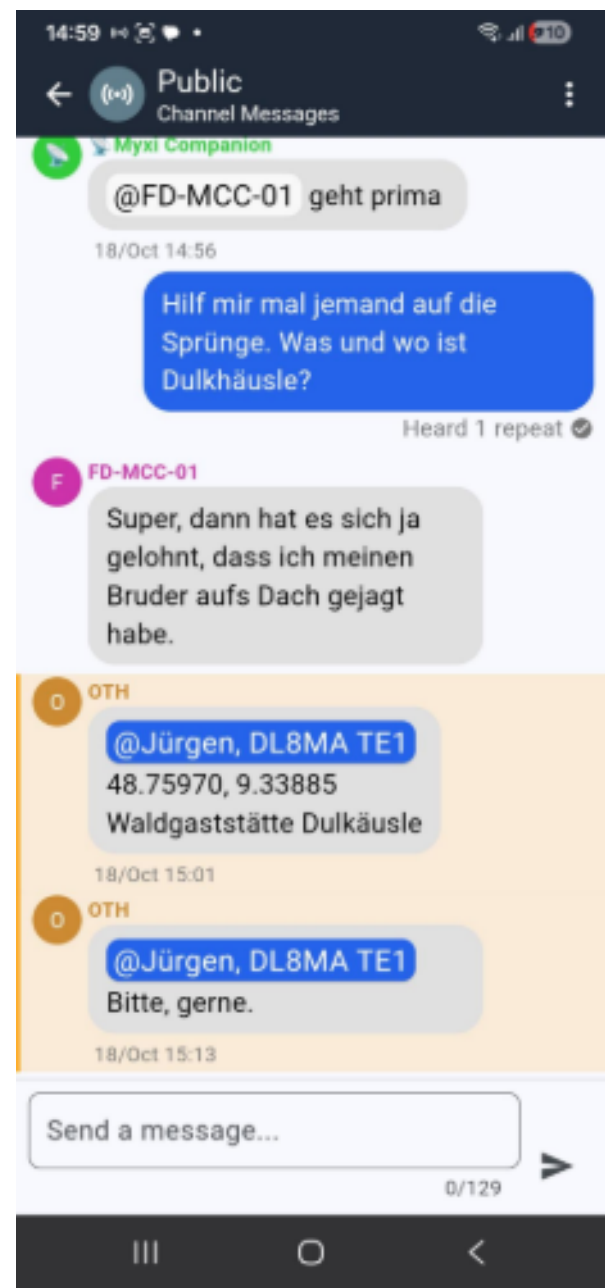 14:59
10
Public
Channel Messages
Myxi Companion
@FD-MCC-01 geht prima
18/Oct 14:56
Hilf mir mal jemand auf die
Sprünge. Was und wo ist
Dulkhäusle?
Heard 1 repeat
F
FD-MCC-01
Super, dann hat es sich ja
gelohnt, dass ich meinen
Bruder aufs Dach gejagt
habe.
O
OTH
@Jürgen, DL8MA TE1
48.75970, 9.33885
Waldgaststätte Dulkäusle
18/Oct 15:01
O
OTH
@Jürgen, DL8MA TE1
Bitte, gerne.
18/Oct 15:13
Send a message...
0/129